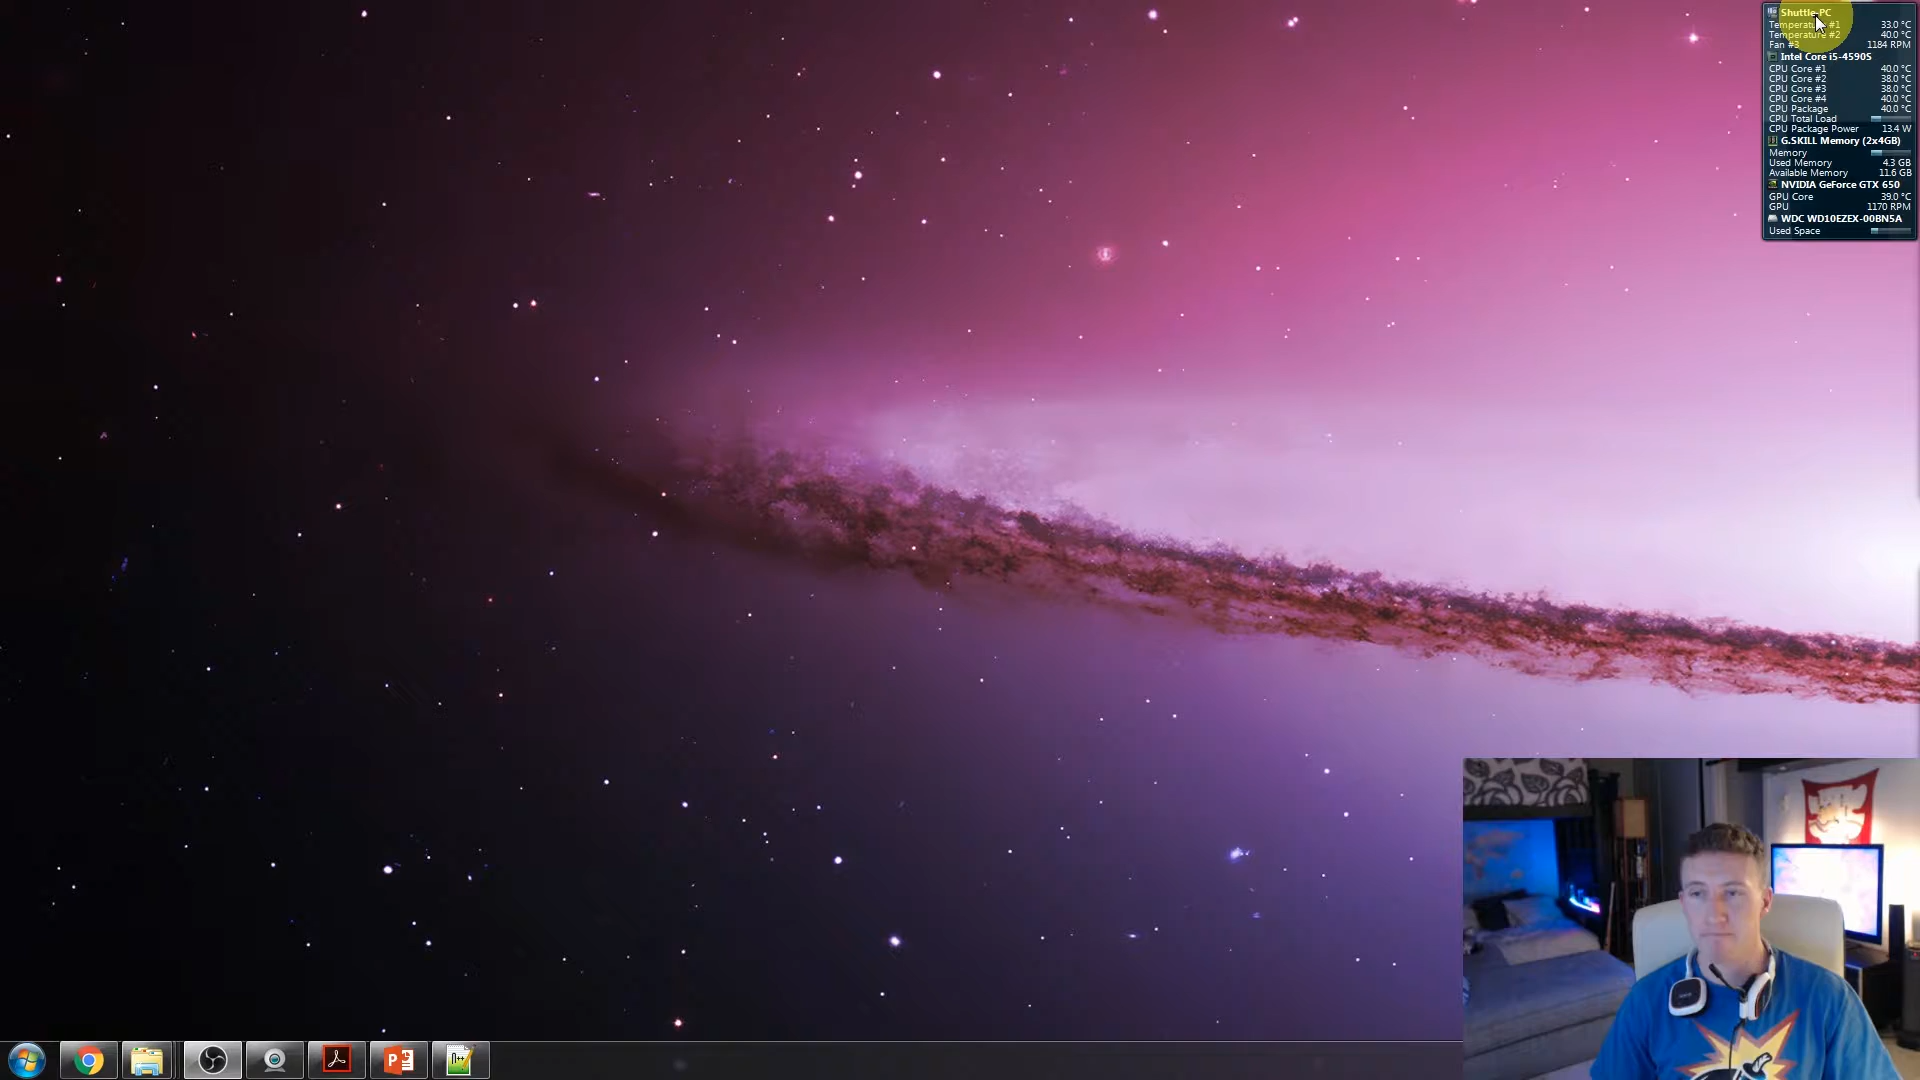 Shuttle-PC
Temperature #1 33.0 °C
Temperature #2 40.0 °C
Fan #3 1184 RPM
Intel Core i5-4590S
CPU Core #1 40.0 °C
CPU Core #2 38.0 °C
CPU Core #3 38.0 °C
CPU Core #4 40.0 °C
CPU Package 40.0 °C
CPU Total Load
CPU Package Power 13.4 W
G.SKILL Memory (2x4GB)
Memory
Used Memory 4.3 GB
Available Memory 11.6 GB
NVIDIA GeForce GTX 650
GPU Core 39.0 °C
GPU 1170 RPM
WDC WD10EZEX-00BN5A
Used Space